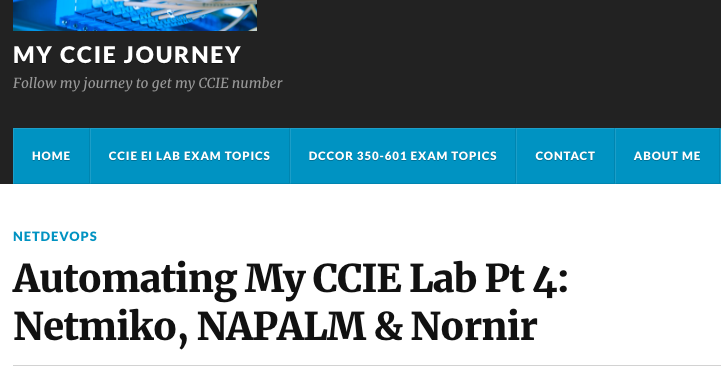 MY CCIE JOURNEY
Follow my journey to get my CCIE number
HOME CCIE EI LAB EXAM TOPICS DCCOR 350-601 EXAM TOPICS CONTACT ABOUT ME
NETDEVOPS
Automating My CCIE Lab Pt 4:
Netmiko, NAPALM & Nornir